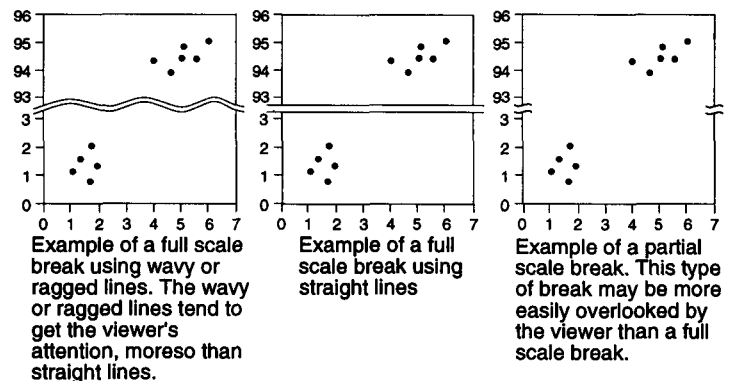 96
95
94
93
3
2
1
0
0 1 2 3 4 5 6 7
Example of a full scale
break using wavy or
ragged lines. The wavy
or ragged lines tend to
get the viewer's
attention, moreso than
straight lines.
96
95
94
93
3
2
1
0
0 1 2 3 4 5 6 7
Example of a full
scale break using
straight lines
96
95
94
93
3
2
1
0
0 1 2 3 4 5 6 7
Example of a partial
scale break. This type
of break may be more
easily overlooked by
the viewer than a full
scale break.